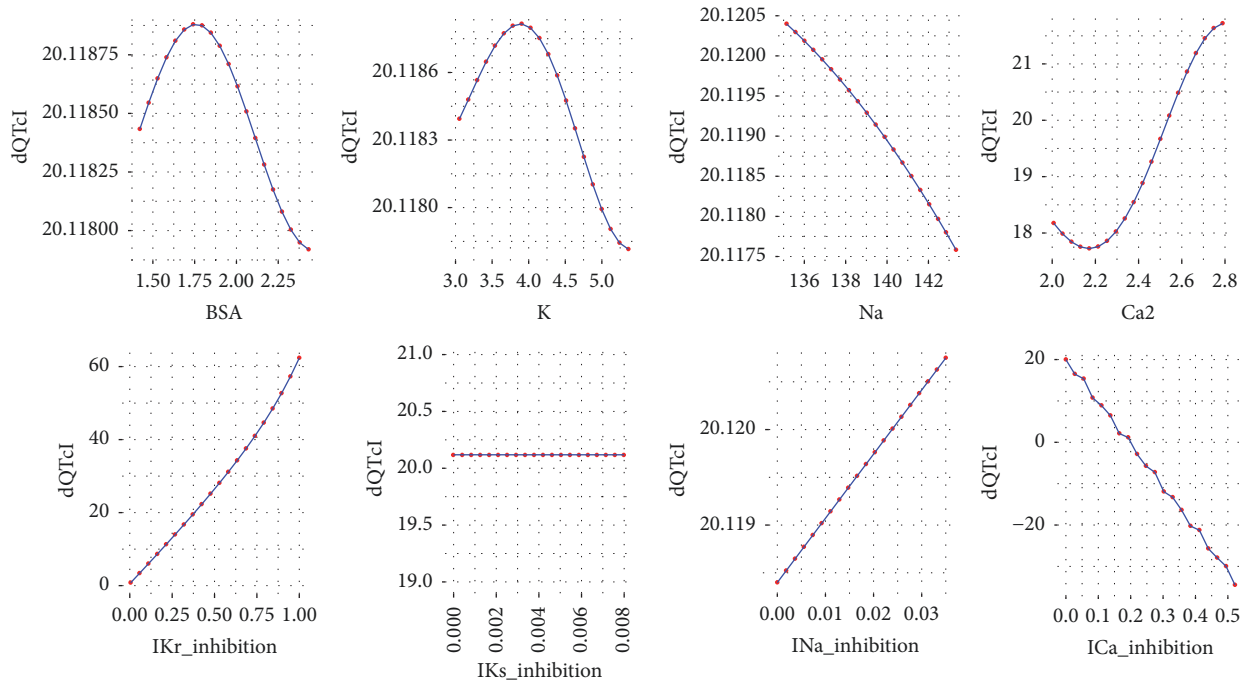 dQTcI
20.11875
20.11850
20.11825
20.11800
1.50 1.75 2.00 2.25
BSA
dQTcI
20.1186
20.1183
20.1180
3.0 3.5 4.0 4.5 5.0
K
dQTcI
20.1205
20.1200
20.1195
20.1190
20.1185
20.1180
20.1175
136 138 140 142
Na
dQTcI
21
20
19
18
2.0 2.2 2.4 2.6 2.8
Ca2
dQTcI
60
40
20
0
0.00 0.25 0.50 0.75 1.00
IKr_inhibition
dQTcI
21.0
20.5
20.0
19.5
19.0
0.000 0.002 0.004 0.006 0.008
IKs_inhibition
dQTcI
20.120
20.119
0.00 0.01 0.02 0.03
INa_inhibition
dQTcI
20
0
−20
0.0 0.1 0.2 0.3 0.4 0.5
ICa_inhibition